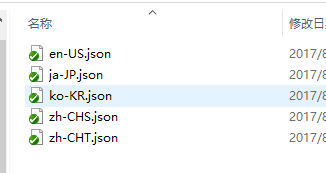 名称 修改日
en-US.json 2017/8
ja-JP.json 2017/8
ko-KR.json 2017/8
zh-CHS.json 2017/8
zh-CHT.json 2017/8